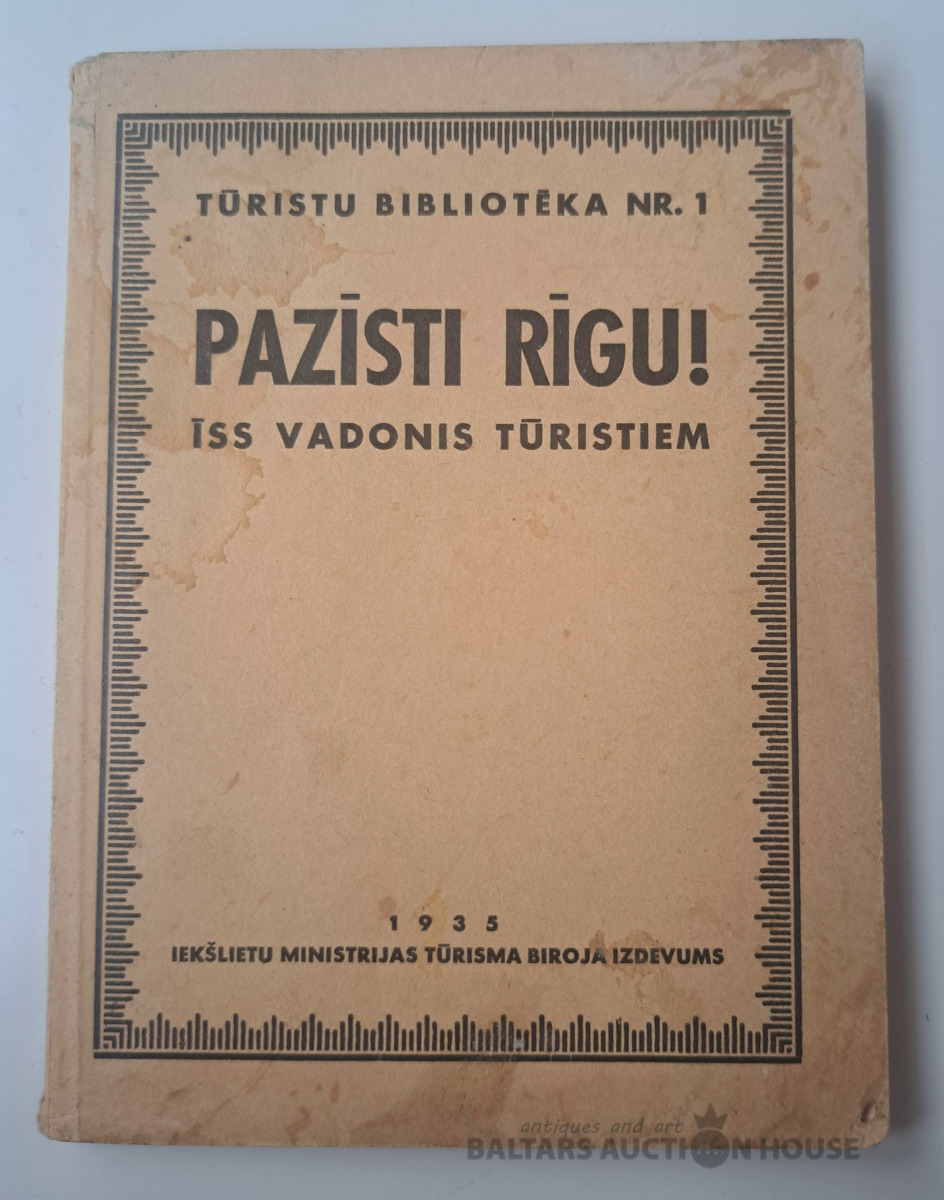 TŪRISTU BIBLIOTĒKA NR. 1
PAZĪSTI RĪGU!
ĪSS VADONIS TŪRISTIEM
1935
IEKŠLIETU MINISTRIJAS TŪRISMA BIROJA IZDEVUMS
antiques and art
BALTARS AUCTION HOUSE